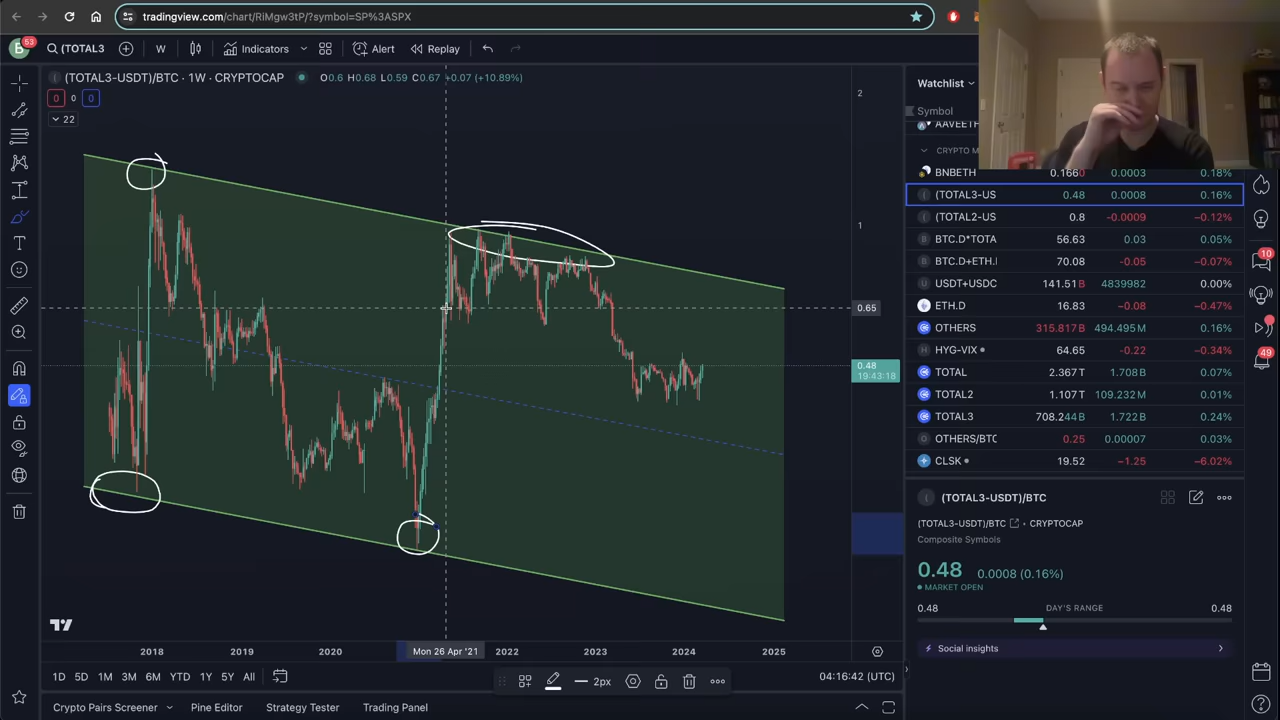 tradingview.com/chart/RiMgw3tP/?symbol=SP%3ASPX
B 53 (TOTAL3 W Indicators Alert Replay
(TOTAL3-USDT)/BTC · 1W · CRYPTOCAP O0.6 H0.68 L0.59 C0.67 +0.07 (+10.89%)
0 0 0
22
2
1
0.65
0.48
19:43:18
2018 2019 2020 Mon 26 Apr '21 2022 2023 2024 2025
1D 5D 1M 3M 6M YTD 1Y 5Y All 04:16:42 (UTC)
2px
Crypto Pairs Screener Pine Editor Strategy Tester Trading Panel
Watchlist
Symbol
AAVEETH
CRYPTO M
BNBETH 0.1660 0.0003 0.18%
(TOTAL3-US 0.48 0.0008 0.16%
(TOTAL2-US 0.8 −0.0009 −0.12%
BTC.D*TOTA 56.63 0.03 0.05%
BTC.D+ETH.I 70.08 −0.05 −0.07%
USDT+USDC 141.51B 4839982 0.00%
ETH.D 16.83 −0.08 −0.47%
OTHERS 315.817B 494.495M 0.16%
HYG-VIX 64.65 −0.22 −0.34%
TOTAL 2.367T 1.708B 0.07%
TOTAL2 1.107T 109.232M 0.01%
TOTAL3 708.244B 1.722B 0.24%
OTHERS/BTC 0.25 0.00007 0.03%
CLSK 19.52 −1.25 −6.02%
(TOTAL3-USDT)/BTC
(TOTAL3-USDT)/BTC · CRYPTOCAP
Composite Symbols
0.48 0.0008 (0.16%)
MARKET OPEN
0.48 DAY'S RANGE 0.48
Social insights
10
49